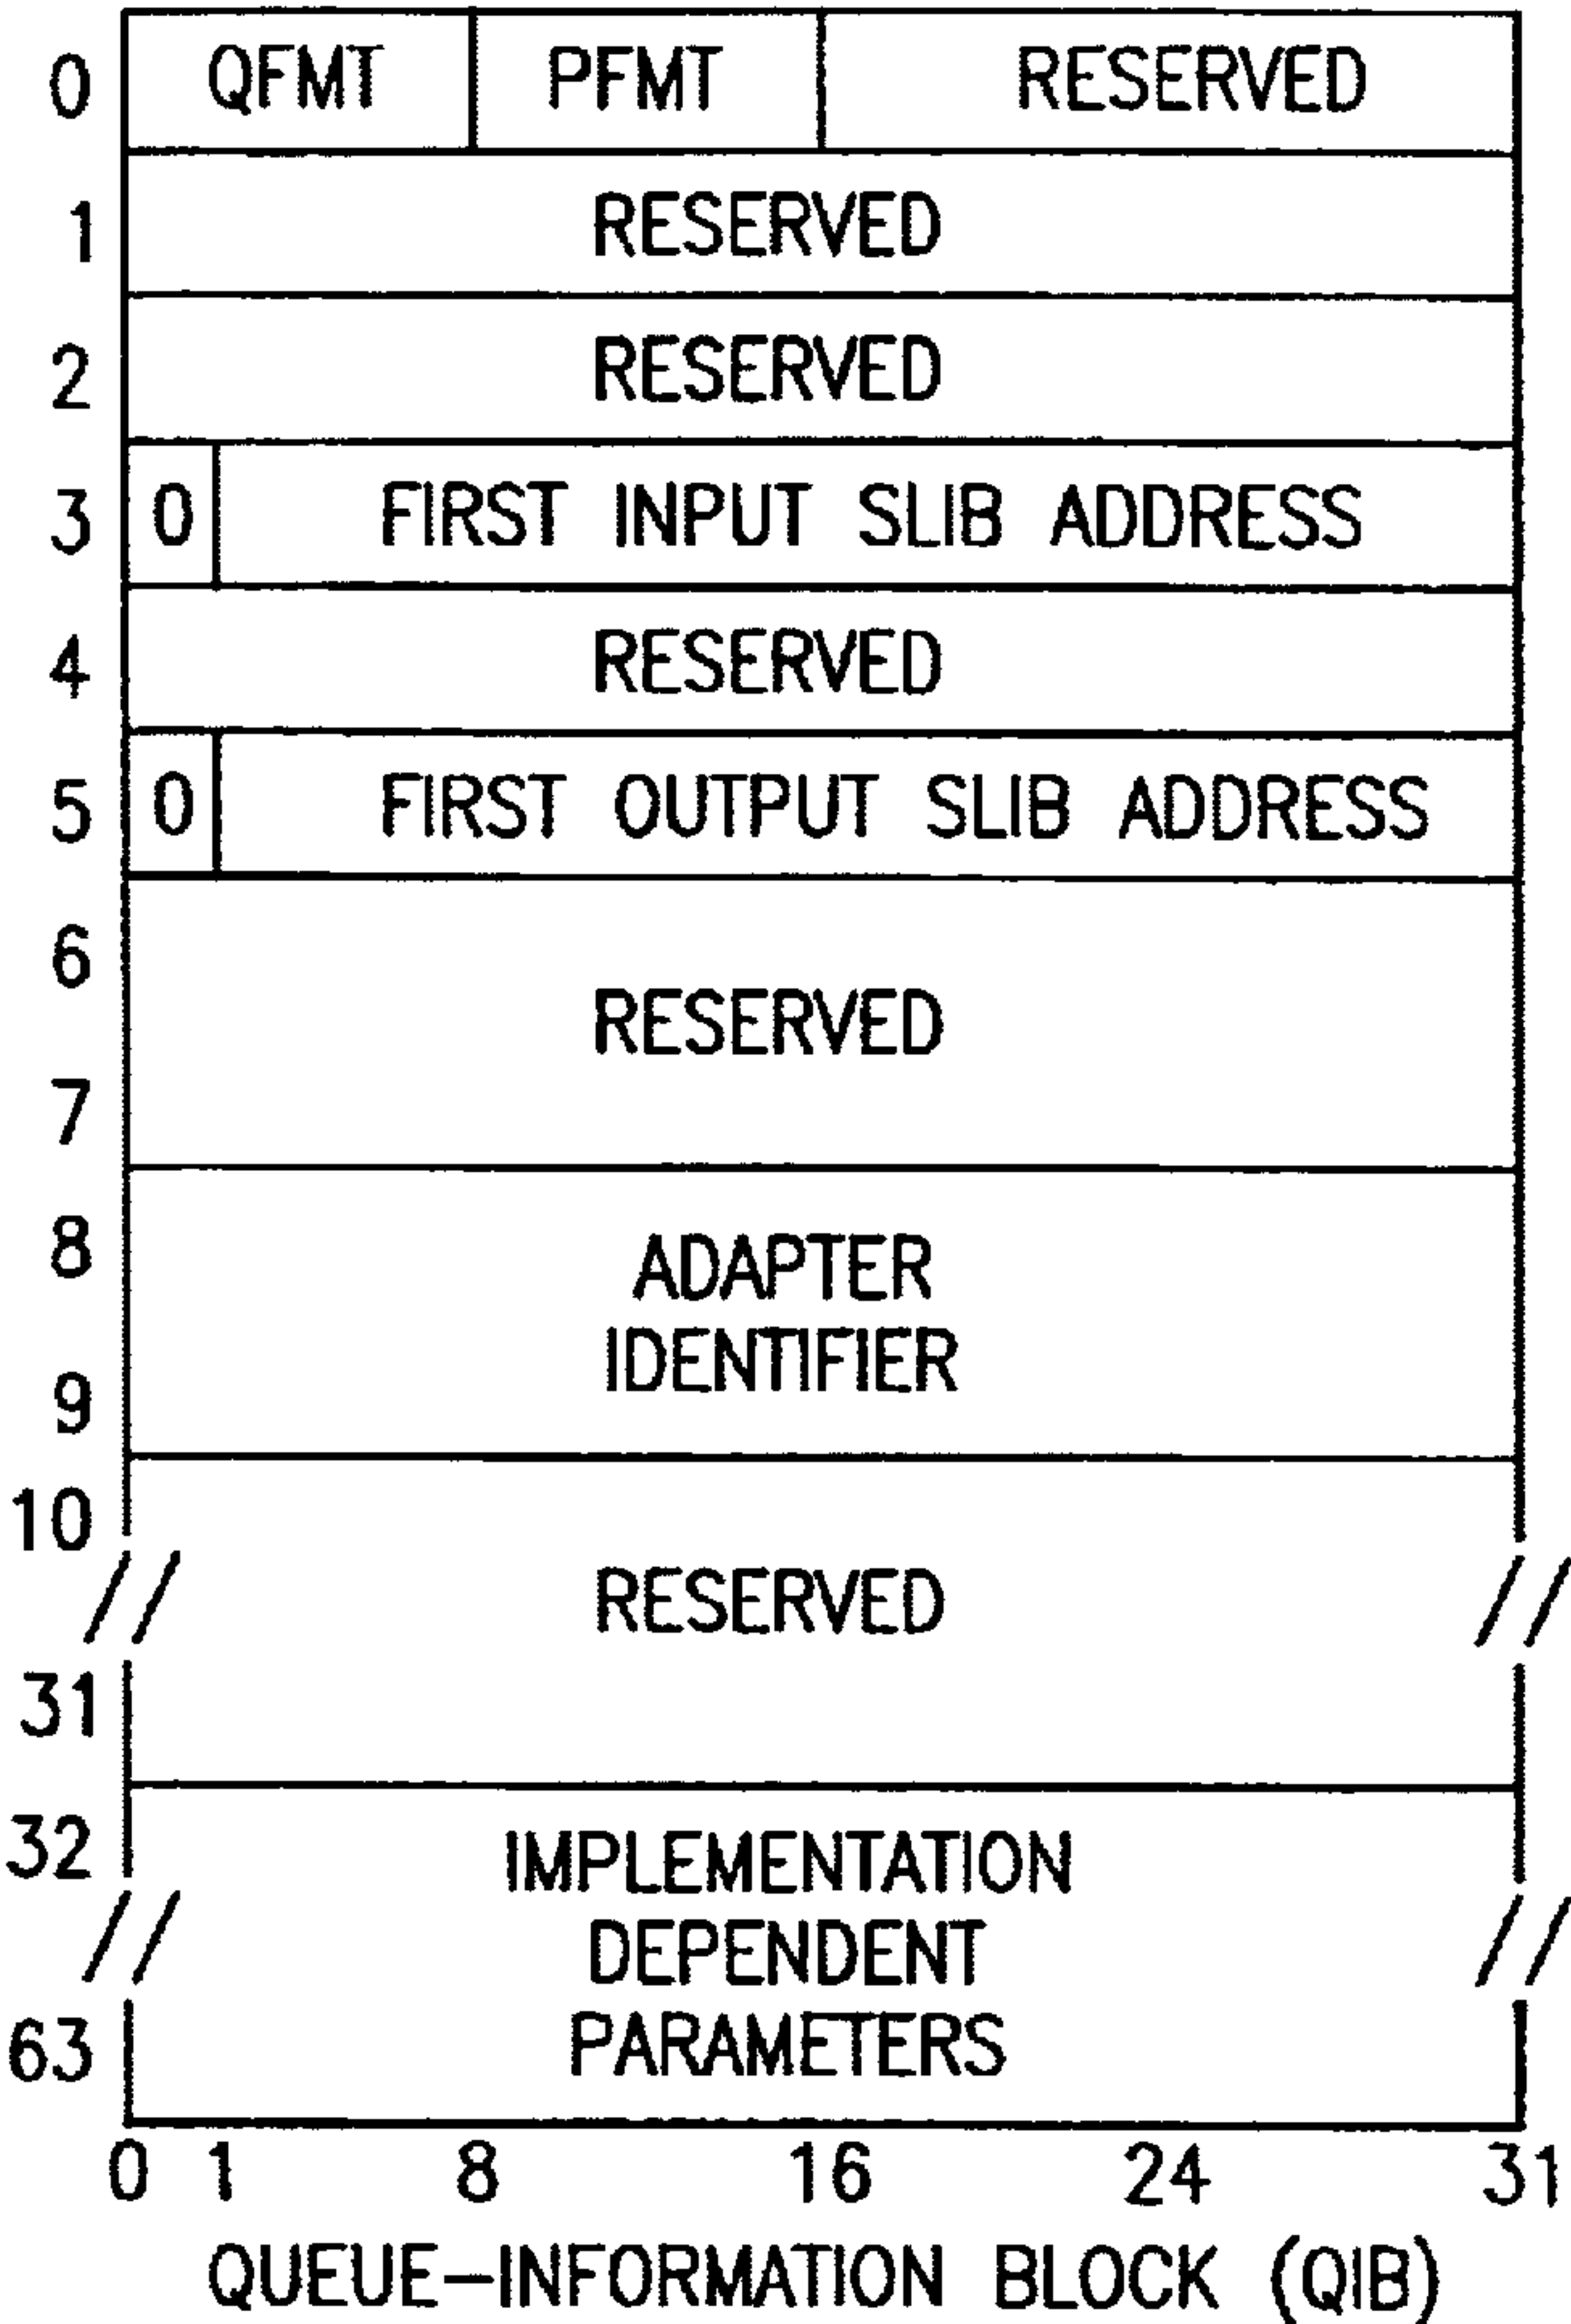 0 QFMT PFMT RESERVED
1 RESERVED
2 RESERVED
3 0 FIRST INPUT SLIB ADDRESS
4 RESERVED
5 0 FIRST OUTPUT SLIB ADDRESS
6
RESERVED
7
8 ADAPTER
IDENTIFIER
9
10
RESERVED
31
32 IMPLEMENTATION
DEPENDENT
63 PARAMETERS
0 1 8 16 24 31
QUEUE-INFORMATION BLOCK (QIB)